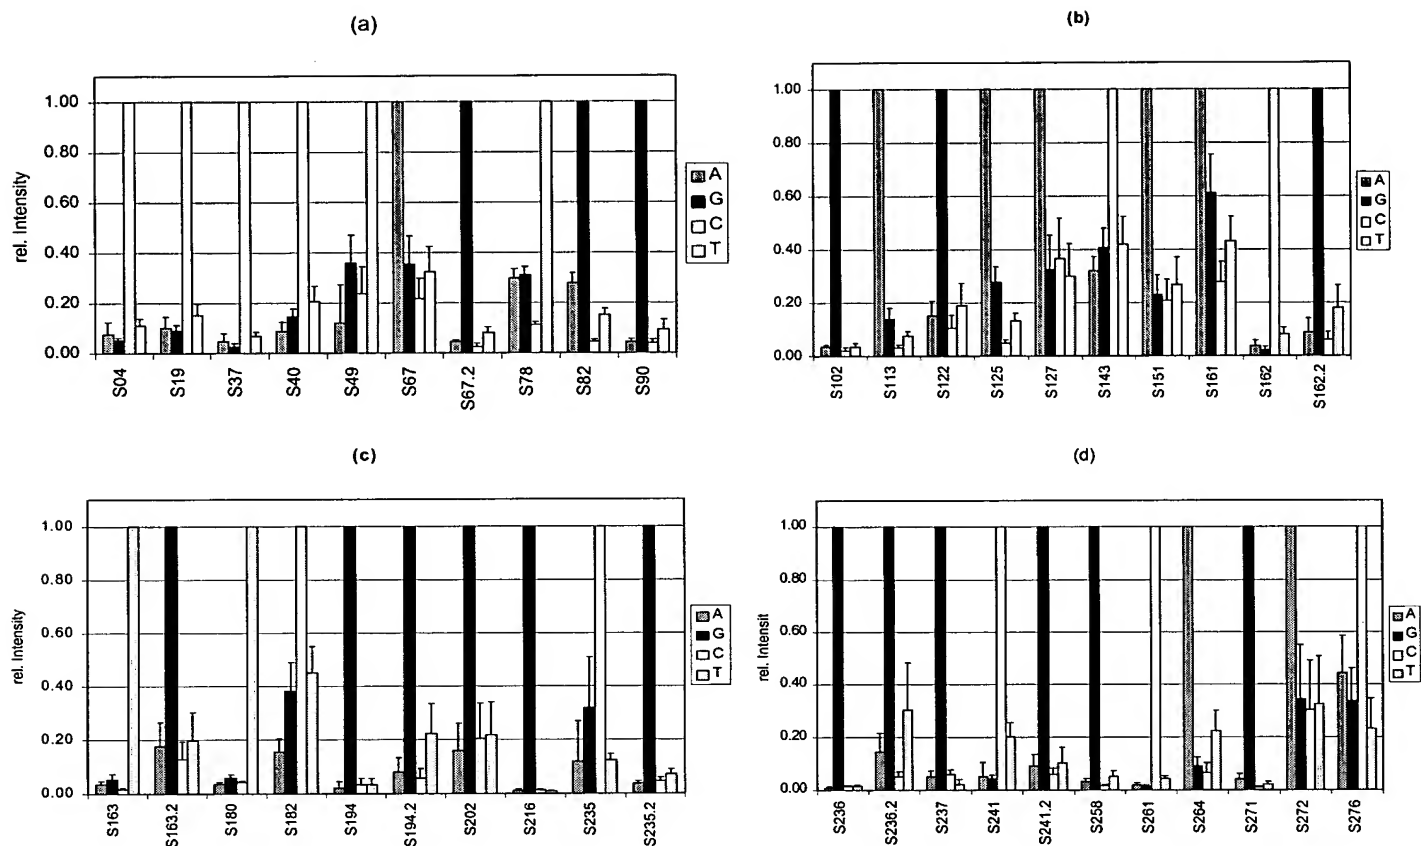 (a)
rel. Intensity
1.00
0.80
0.60
0.40
0.20
0.00
S04
S19
S37
S40
S49
S67
S67.2
S78
S82
S90
A
G
C
T
(b)
1.00
0.80
0.60
0.40
0.20
0.00
S102
S113
S122
S125
S127
S143
S151
S161
S162
S162.2
A
G
C
T
(c)
rel. Intensity
1.00
0.80
0.60
0.40
0.20
0.00
S163
S163.2
S180
S182
S194
S194.2
S202
S216
S235
S235.2
A
G
C
T
(d)
rel. Intensit
1.00
0.80
0.60
0.40
0.20
0.00
S236
S236.2
S237
S241
S241.2
S258
S261
S264
S271
S272
S276
A
G
C
T